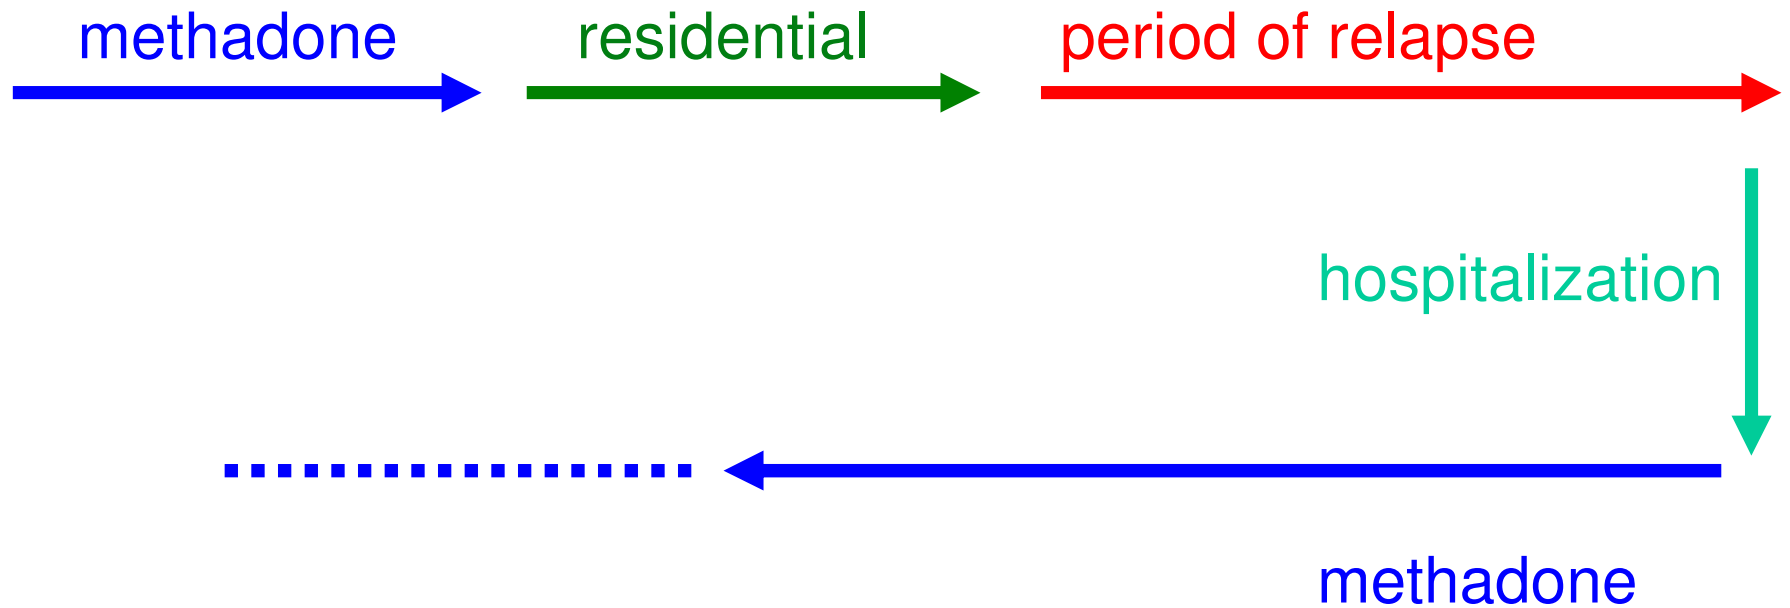 methadone
residential
period of relapse
hospitalization
methadone